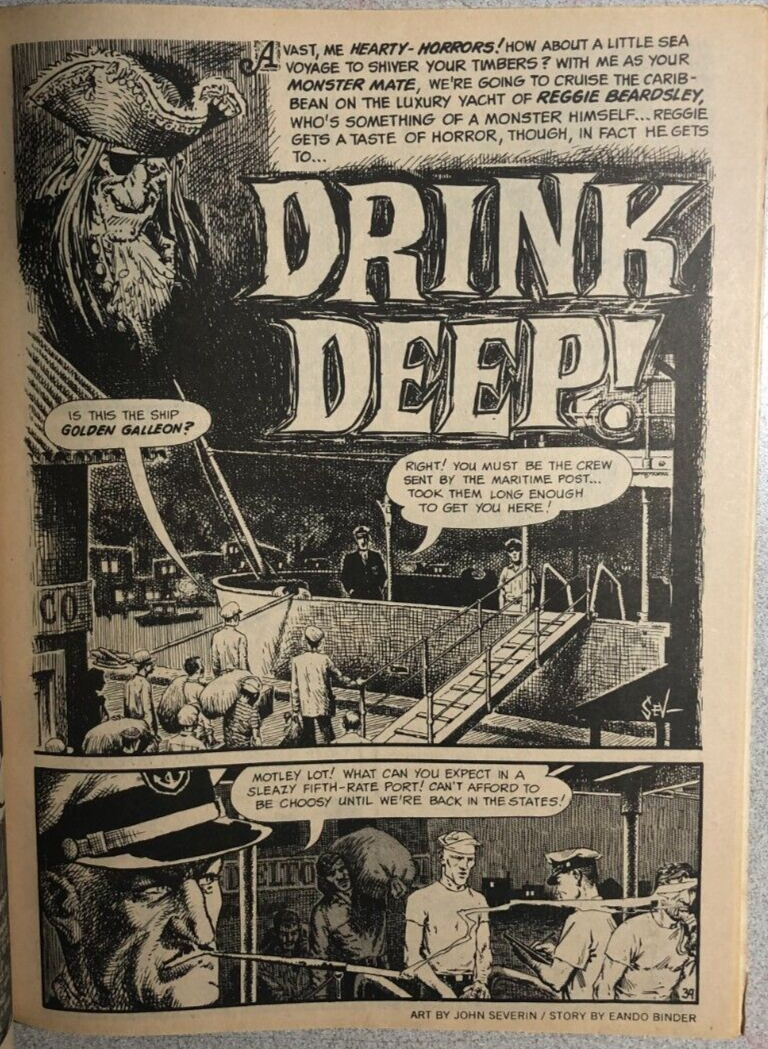 AVAST, ME HEARTY-HORRORS! HOW ABOUT A LITTLE SEA
VOYAGE TO SHIVER YOUR TIMBERS? WITH ME AS YOUR
MONSTER MATE, WE'RE GOING TO CRUISE THE CARIB-
BEAN ON THE LUXURY YACHT OF REGGIE BEARDSLEY,
WHO'S SOMETHING OF A MONSTER HIMSELF... REGGIE
GETS A TASTE OF HORROR, THOUGH, IN FACT HE GETS
TO...
DRINK
DEEP!
IS THIS THE SHIP
GOLDEN GALLEON?
RIGHT! YOU MUST BE THE CREW
SENT BY THE MARITIME POST...
TOOK THEM LONG ENOUGH
TO GET YOU HERE!
CO
SEV
MOTLEY LOT! WHAT CAN YOU EXPECT IN A
SLEAZY FIFTH-RATE PORT! CAN'T AFFORD TO
BE CHOOSY UNTIL WE'RE BACK IN THE STATES!
39
ART BY JOHN SEVERIN / STORY BY EANDO BINDER